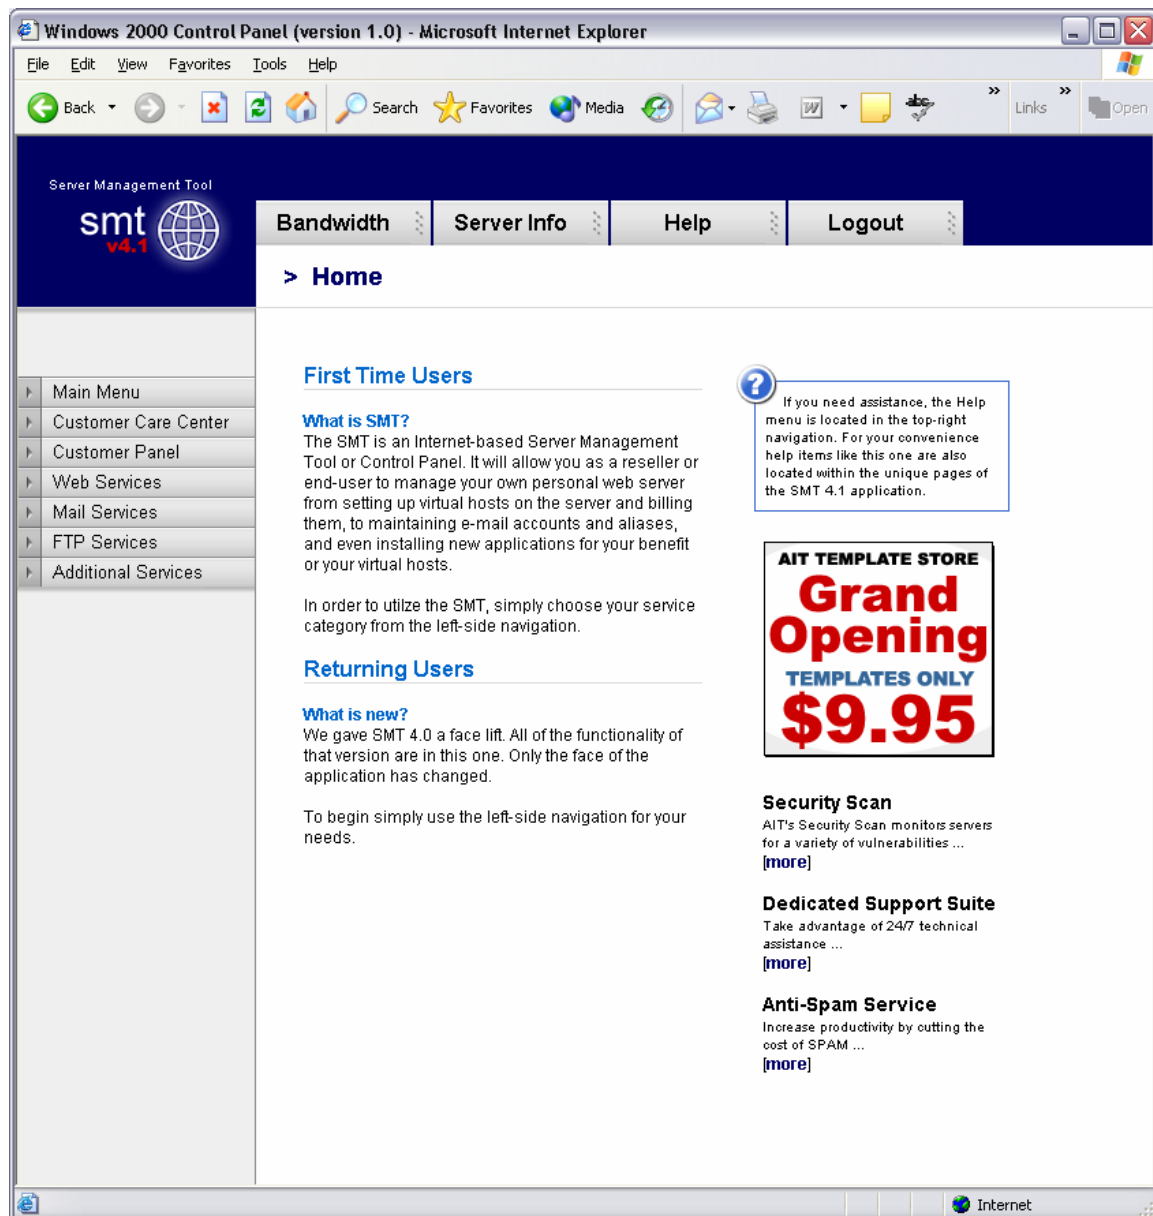 Windows 2000 Control Panel (version 1.0) - Microsoft Internet Explorer
File Edit View Favorites Tools Help
Back Search Favorites Media W abc » Links » Open
Server Management Tool
smt
v4.1
Bandwidth Server Info Help Logout
> Home
Main Menu
Customer Care Center
Customer Panel
Web Services
Mail Services
FTP Services
Additional Services
First Time Users
What is SMT?
The SMT is an Internet-based Server Management
Tool or Control Panel. It will allow you as a reseller or
end-user to manage your own personal web server
from setting up virtual hosts on the server and billing
them, to maintaining e-mail accounts and aliases,
and even installing new applications for your benefit
or your virtual hosts.
In order to utilze the SMT, simply choose your service
category from the left-side navigation.
Returning Users
What is new?
We gave SMT 4.0 a face lift. All of the functionality of
that version are in this one. Only the face of the
application has changed.
To begin simply use the left-side navigation for your
needs.
?
If you need assistance, the Help
menu is located in the top-right
navigation. For your convenience
help items like this one are also
located within the unique pages of
the SMT 4.1 application.
AIT TEMPLATE STORE
Grand
Opening
TEMPLATES ONLY
$9.95
Security Scan
AIT's Security Scan monitors servers
for a variety of vulnerabilities ...
[more]
Dedicated Support Suite
Take advantage of 24/7 technical
assistance ...
[more]
Anti-Spam Service
Increase productivity by cutting the
cost of SPAM ...
[more]
Internet